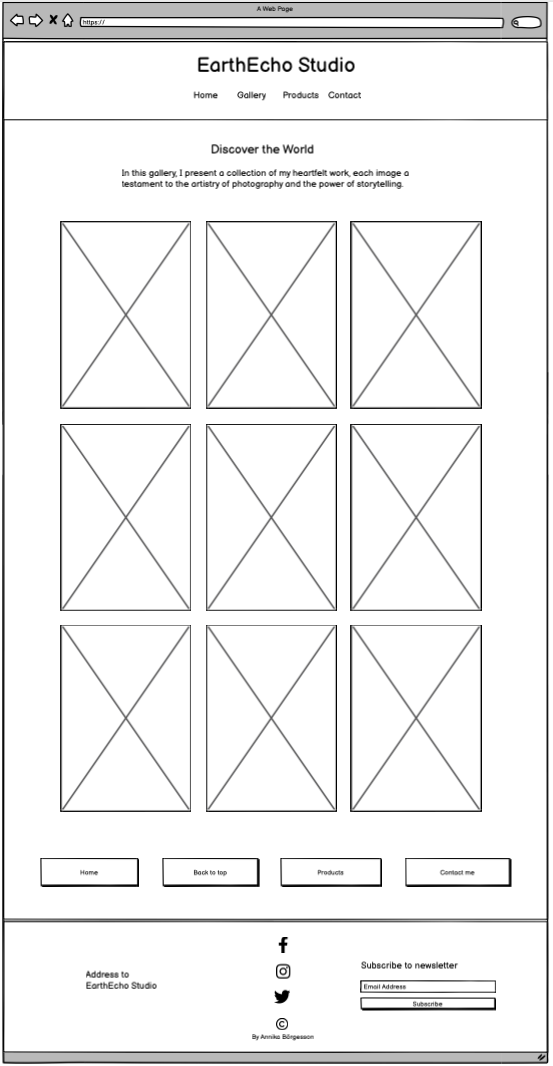 A Web Page
https://
EarthEcho Studio
Home Gallery Products Contact
Discover the World
In this gallery, I present a collection of my heartfelt work, each image a
testament to the artistry of photography and the power of storytelling.
Home Back to top Products Contact me
Address to
EarthEcho Studio
©
By Annika Börgesson
Subscribe to newsletter
Email Address
Subscribe